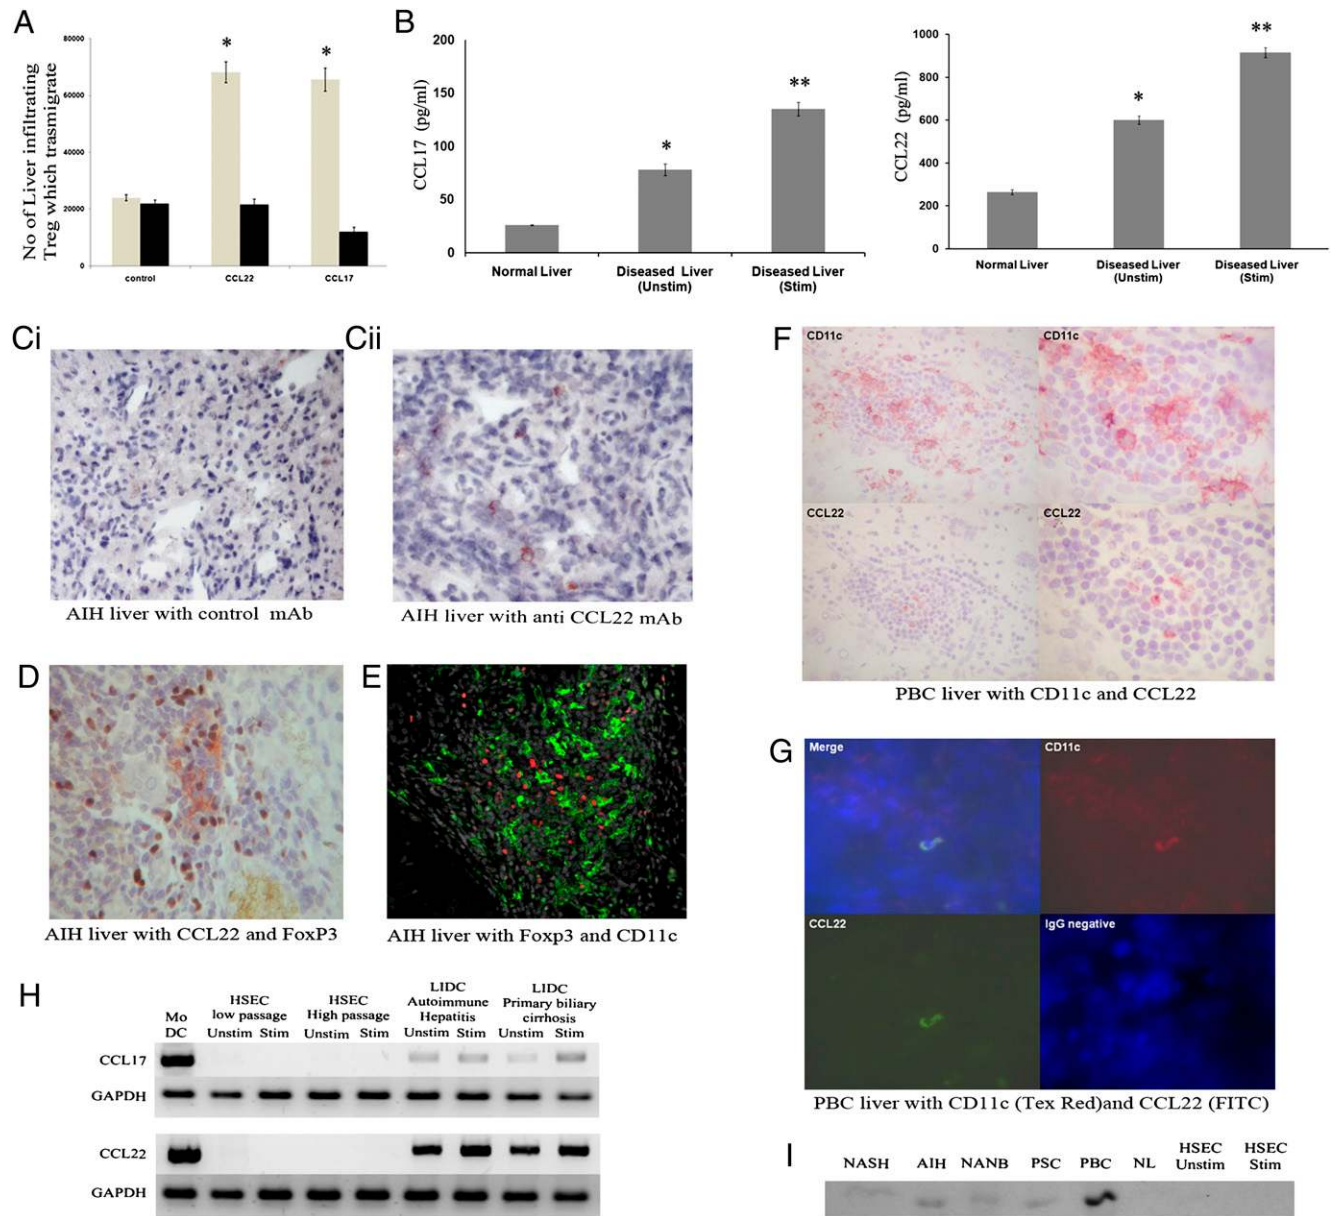 A
No of Liver infiltrating
Treg which trasmigrate
80000
60000
40000
20000
0
*
*
control
CCL22
CCL17
B
CCL17 (pg/ml)
200
150
100
50
0
*
**
Normal Liver
Diseased Liver
(Unstim)
Diseased Liver
(Stim)
CCL22 (pg/ml)
1000
800
600
400
200
0
*
**
Normal Liver
Diseased Liver
(Unstim)
Diseased Liver
(Stim)
Ci
AIH liver with control mAb
Cii
AIH liver with anti CCL22 mAb
D
AIH liver with CCL22 and FoxP3
E
AIH liver with Foxp3 and CD11c
F
CD11c
CD11c
CCL22
CCL22
PBC liver with CD11c and CCL22
G
Merge
CD11c
CCL22
IgG negative
PBC liver with CD11c (Tex Red)and CCL22 (FITC)
H
Mo
DC
HSEC
low passage
Unstim Stim
HSEC
High passage
Unstim Stim
LIDC
Autoimmune
Hepatitis
Unstim Stim
LIDC
Primary biliary
cirrhosis
Unstim Stim
CCL17
GAPDH
CCL22
GAPDH
I
NASH
AIH
NANB
PSC
PBC
NL
HSEC
Unstim
HSEC
Stim